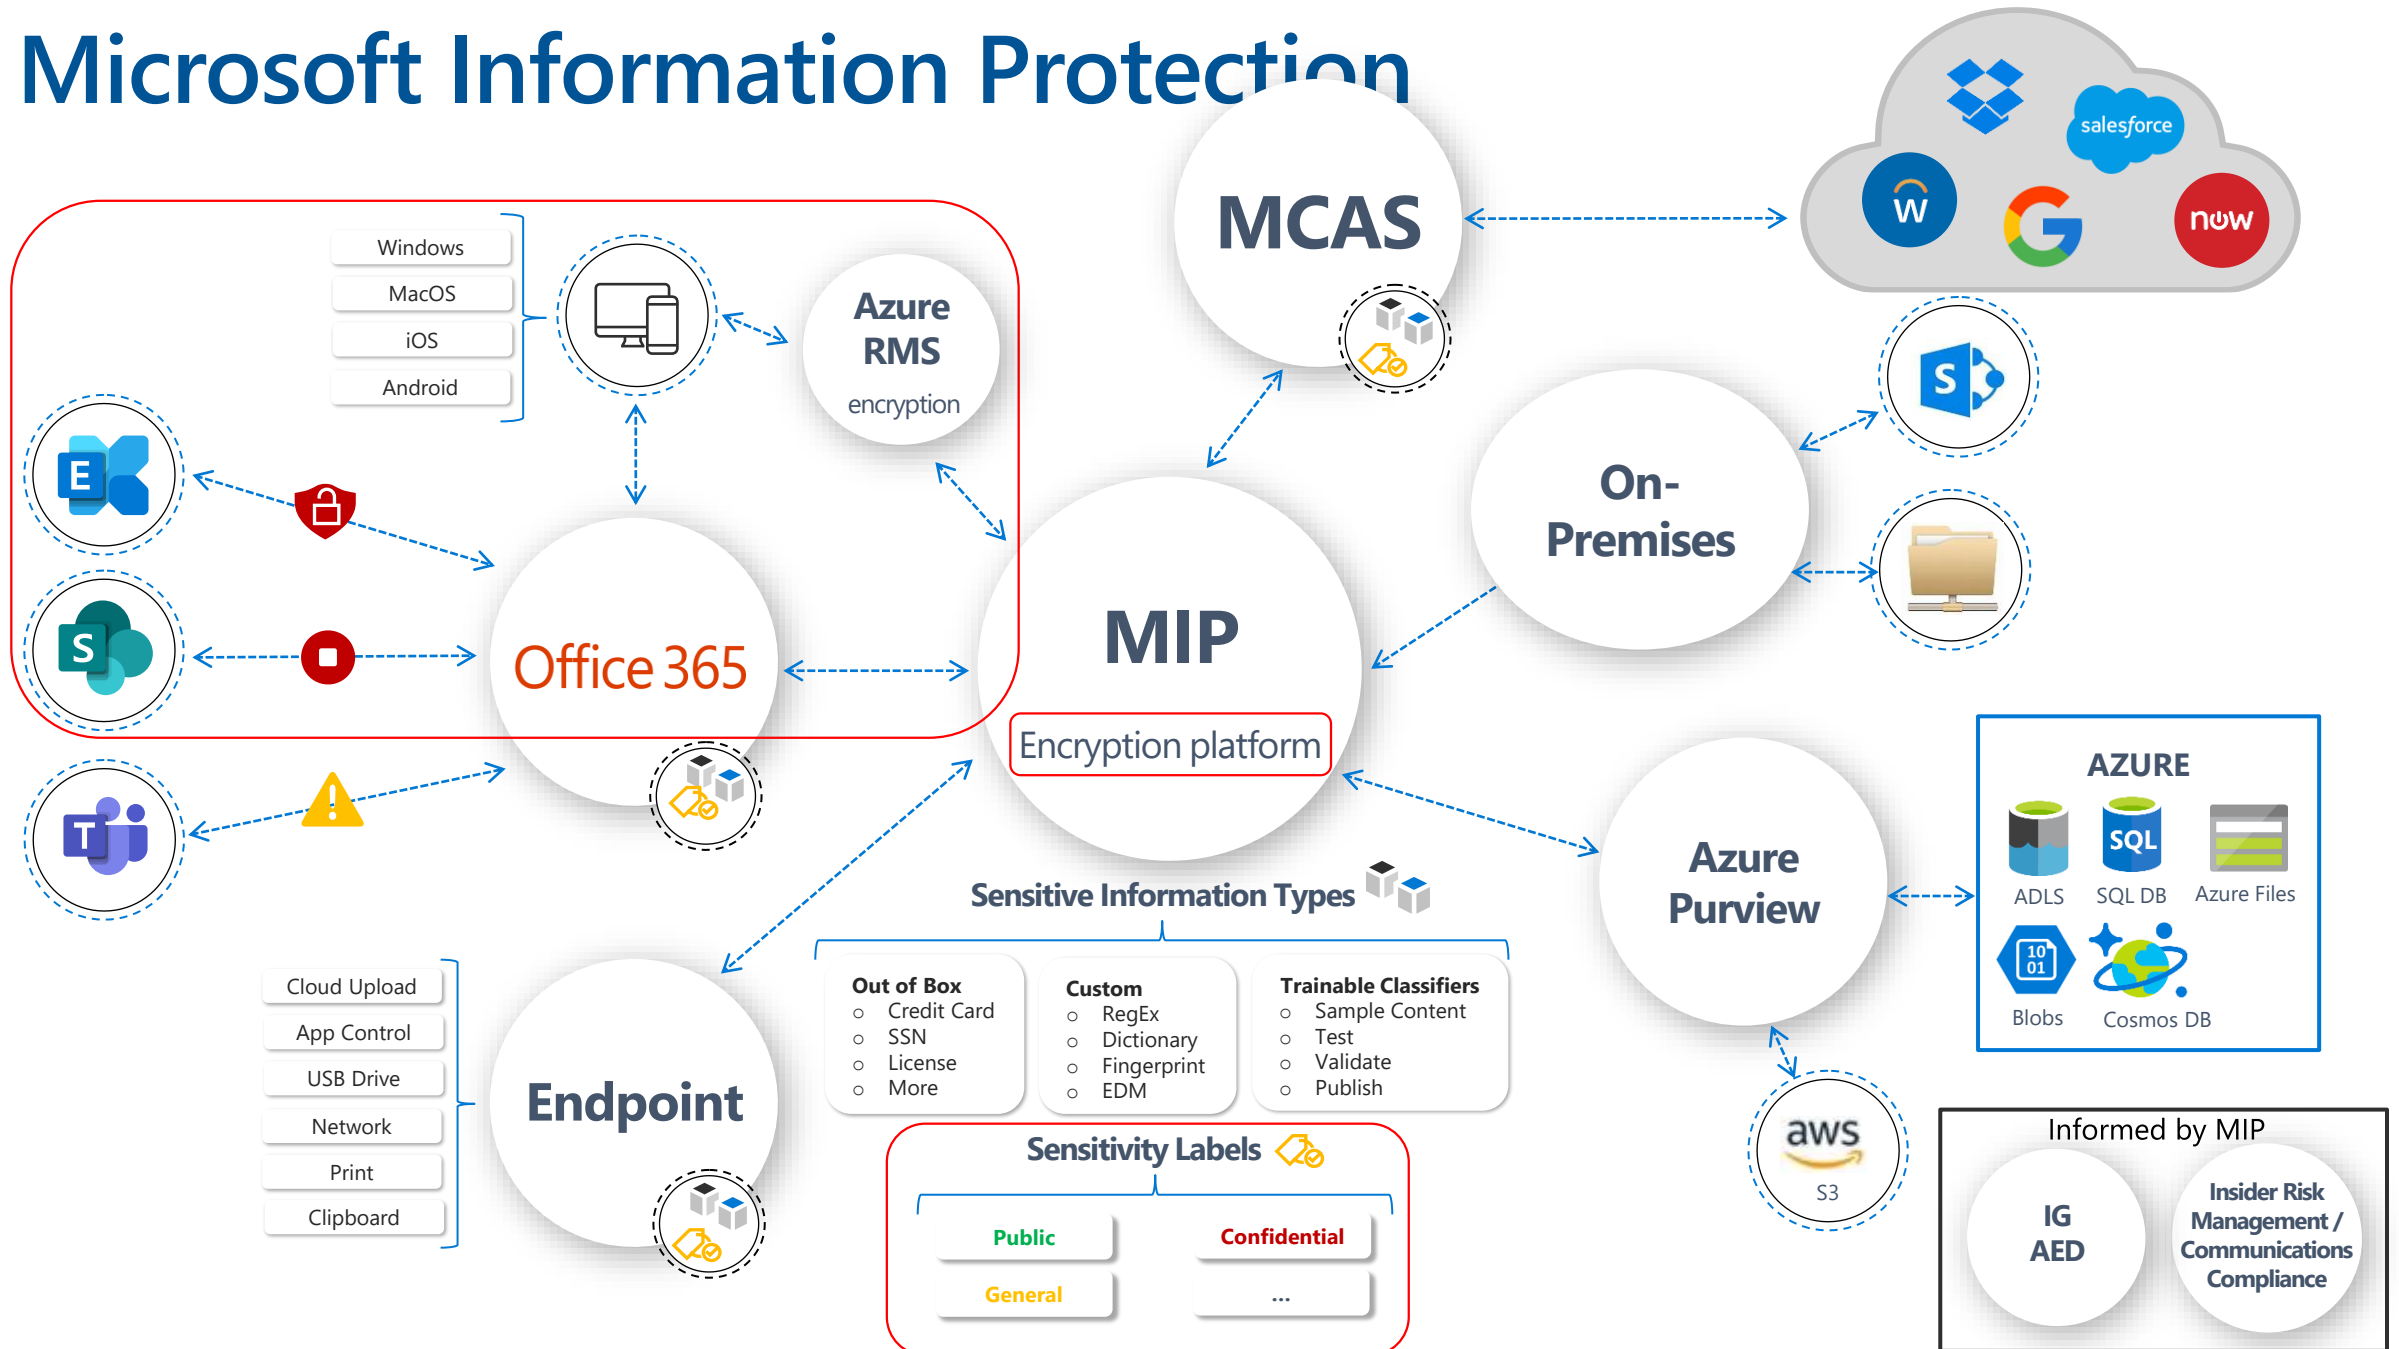 Microsoft Information Protection
salesforce
W
now
MCAS
Windows
MacOS
iOS
Android
Azure
RMS
encryption
S
E
On-
Premises
S
Office 365
MIP
Encryption platform
T
AZURE
ADLS
SQL
SQL DB
Azure Files
10
01
Blobs
Cosmos DB
Azure
Purview
Sensitive Information Types
Out of Box
Credit Card
SSN
License
More
Custom
RegEx
Dictionary
Fingerprint
EDM
Trainable Classifiers
Sample Content
Test
Validate
Publish
Cloud Upload
App Control
USB Drive
Network
Print
Clipboard
Endpoint
Sensitivity Labels
Public
Confidential
General
...
aws
S3
Informed by MIP
IG
AED
Insider Risk
Management /
Communications
Compliance